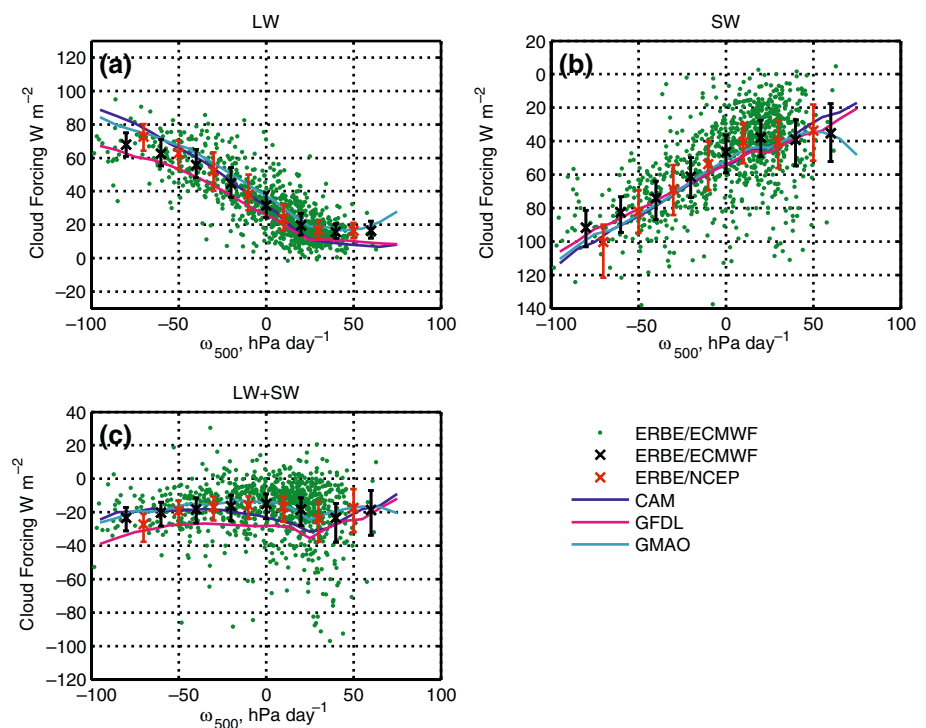 LW
(a)
Cloud Forcing W m⁻²
120
100
80
60
40
20
0
−20
−100
−50
0
50
100
ω₅₀₀, hPa day⁻¹
SW
(b)
Cloud Forcing W m⁻²
20
0
20
40
60
80
100
120
140
−100
−50
0
50
100
ω₅₀₀, hPa day⁻¹
LW+SW
(c)
Cloud Forcing W m⁻²
40
20
0
−20
−40
−60
−80
−100
−120
−100
−50
0
50
100
ω₅₀₀, hPa day⁻¹
ERBE/ECMWF
ERBE/ECMWF
ERBE/NCEP
CAM
GFDL
GMAO